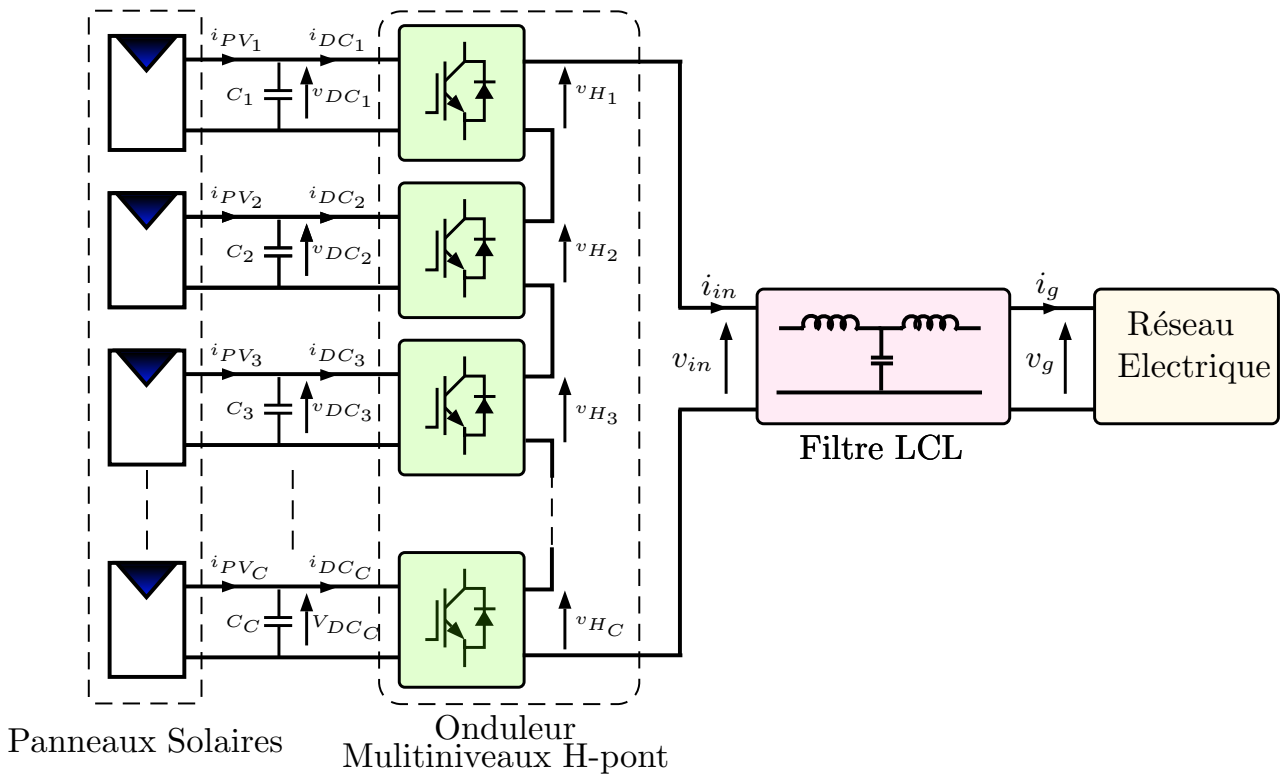 i_{PV_1}
i_{DC_1}
C_1
v_{DC_1}
v_{H_1}
i_{PV_2}
i_{DC_2}
C_2
v_{DC_2}
v_{H_2}
i_{PV_3}
i_{DC_3}
C_3
v_{DC_3}
v_{H_3}
i_{PV_C}
i_{DC_C}
C_C
V_{DC_C}
v_{H_C}
i_{in}
v_{in}
Filtre LCL
i_g
v_g
Réseau
Electrique
Panneaux Solaires
Onduleur
Mulitiniveaux H-pont